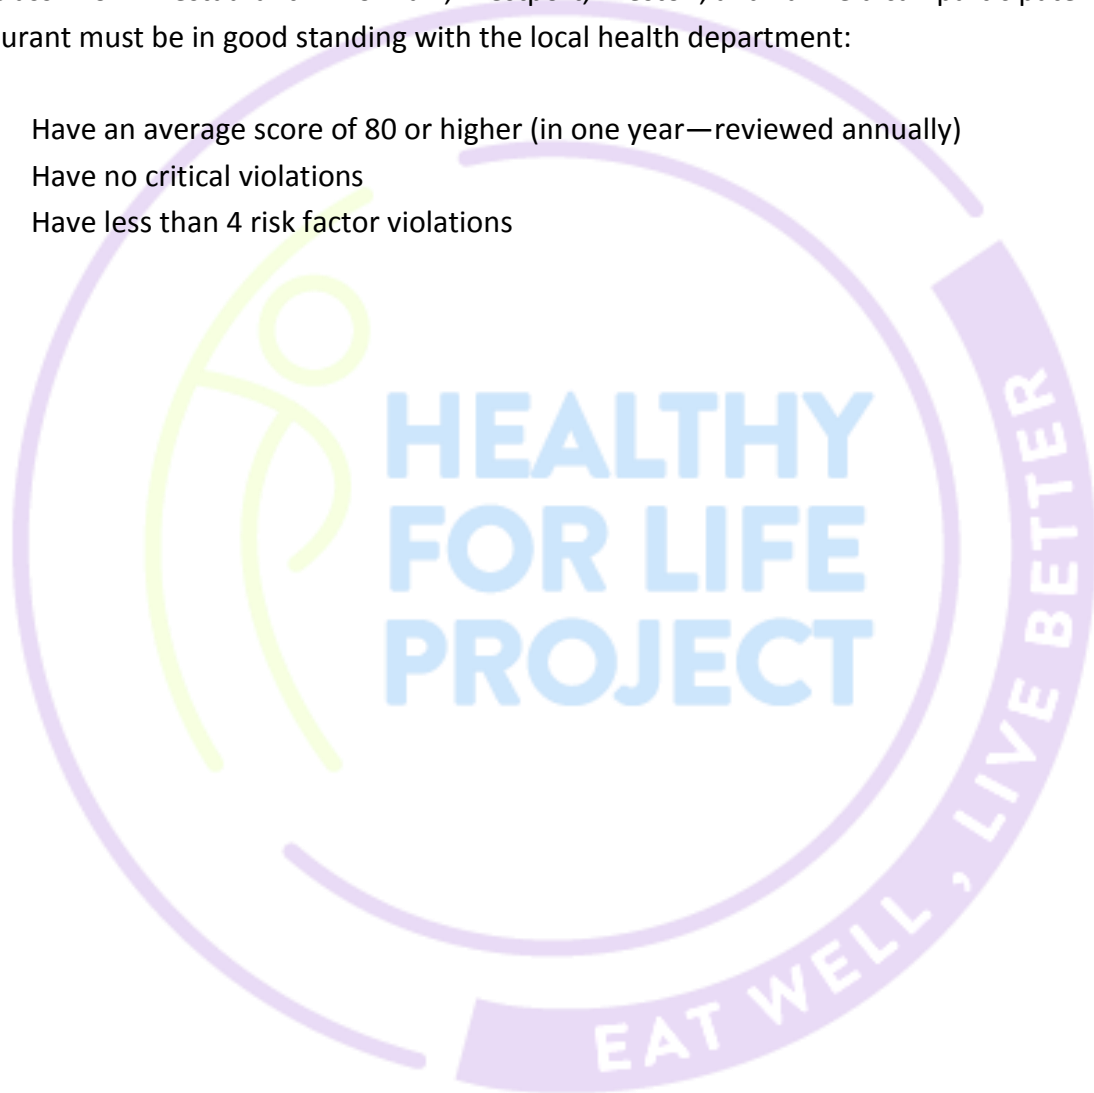 urant must be in good standing with the local health department:
Have an average score of 80 or higher (in one year—reviewed annually)
Have no critical violations
Have less than 4 risk factor violations
HEALTHY
FOR LIFE
PROJECT
EAT WELL , LIVE BETTER